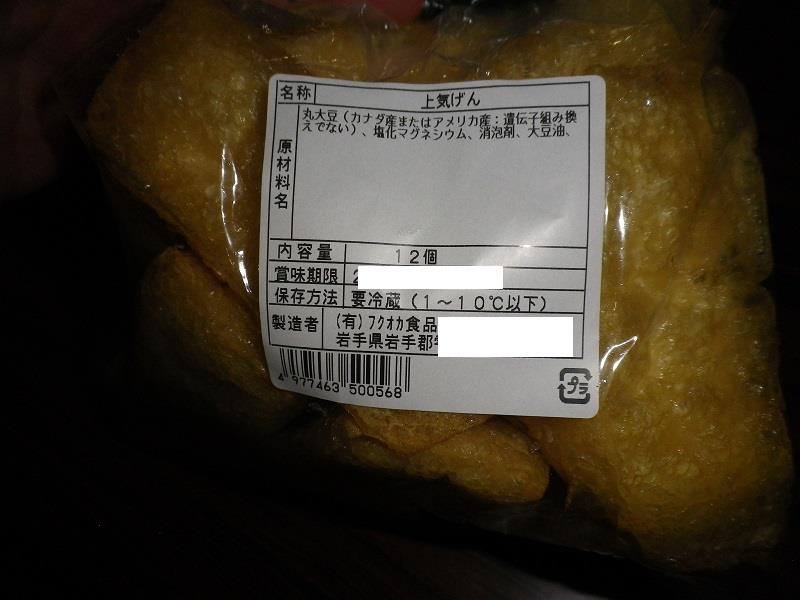 名称 上気げん
原材料名 丸大豆（カナダ産またはアメリカ産：遺伝子組み換
えでない）、塩化マグネシウム、消泡剤、大豆油、
内容量 12個
賞味期限 2
保存方法 要冷蔵（1～10℃以下）
製造者 (有)フクオカ食品
岩手県岩手郡
4 977463 500568
プラ